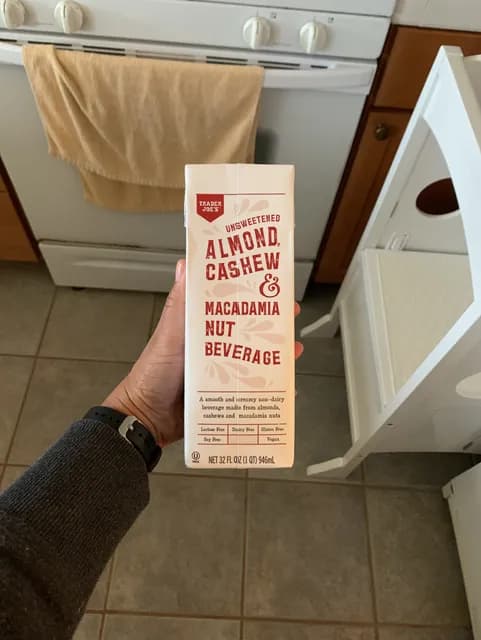 TRADER
JOE'S
UNSWEETENED
ALMOND,
CASHEW
&
MACADAMIA
NUT
BEVERAGE
A smooth and creamy non-dairy
beverage made from almonds,
cashews and macadamia nuts
Lactose Free Dairy Free Gluten Free
Soy Free Vegan
U
NET 32 FL OZ (1 QT) 946mL